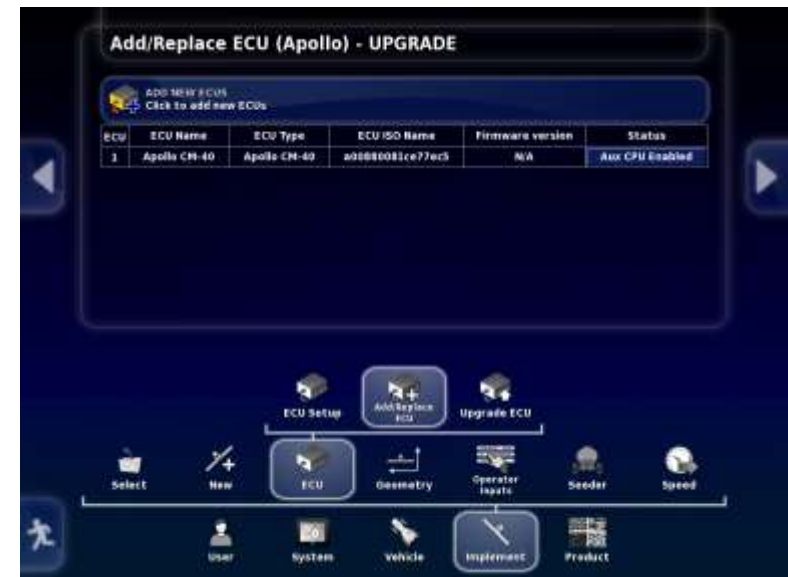 Add/Replace ECU (Apollo) - UPGRADE
ADD NEW ECUS
Click to add new ECUs
ECU ECU Name ECU Type ECU ISO Name Firmware version Status
1 Apollo CM-40 Apollo CM-40 a00880081ce77ec5 N/A Aux CPU Enabled
ECU Setup Add/Replace ECU Upgrade ECU
Select New ECU Geometry Operator Inputs Seeder Speed
User System Vehicle Implement Product